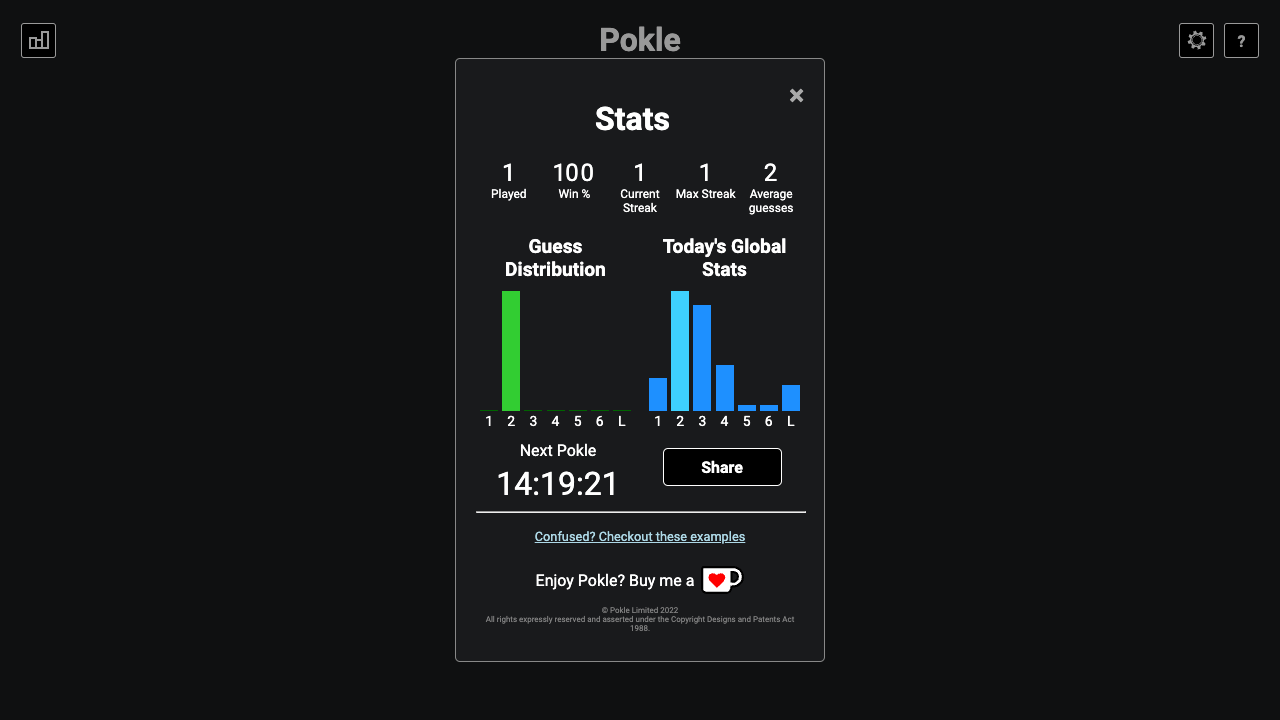 Pokle
?
×
Stats
1 100 1 1 2
Played Win % Current Max Streak Average
Streak guesses
Guess
Distribution
Today's Global
Stats
1 2 3 4 5 6 L
1 2 3 4 5 6 L
Next Pokle
14:19:21
Share
Confused? Checkout these examples
Enjoy Pokle? Buy me a
© Pokle Limited 2022
All rights expressly reserved and asserted under the Copyright Designs and Patents Act
1988.